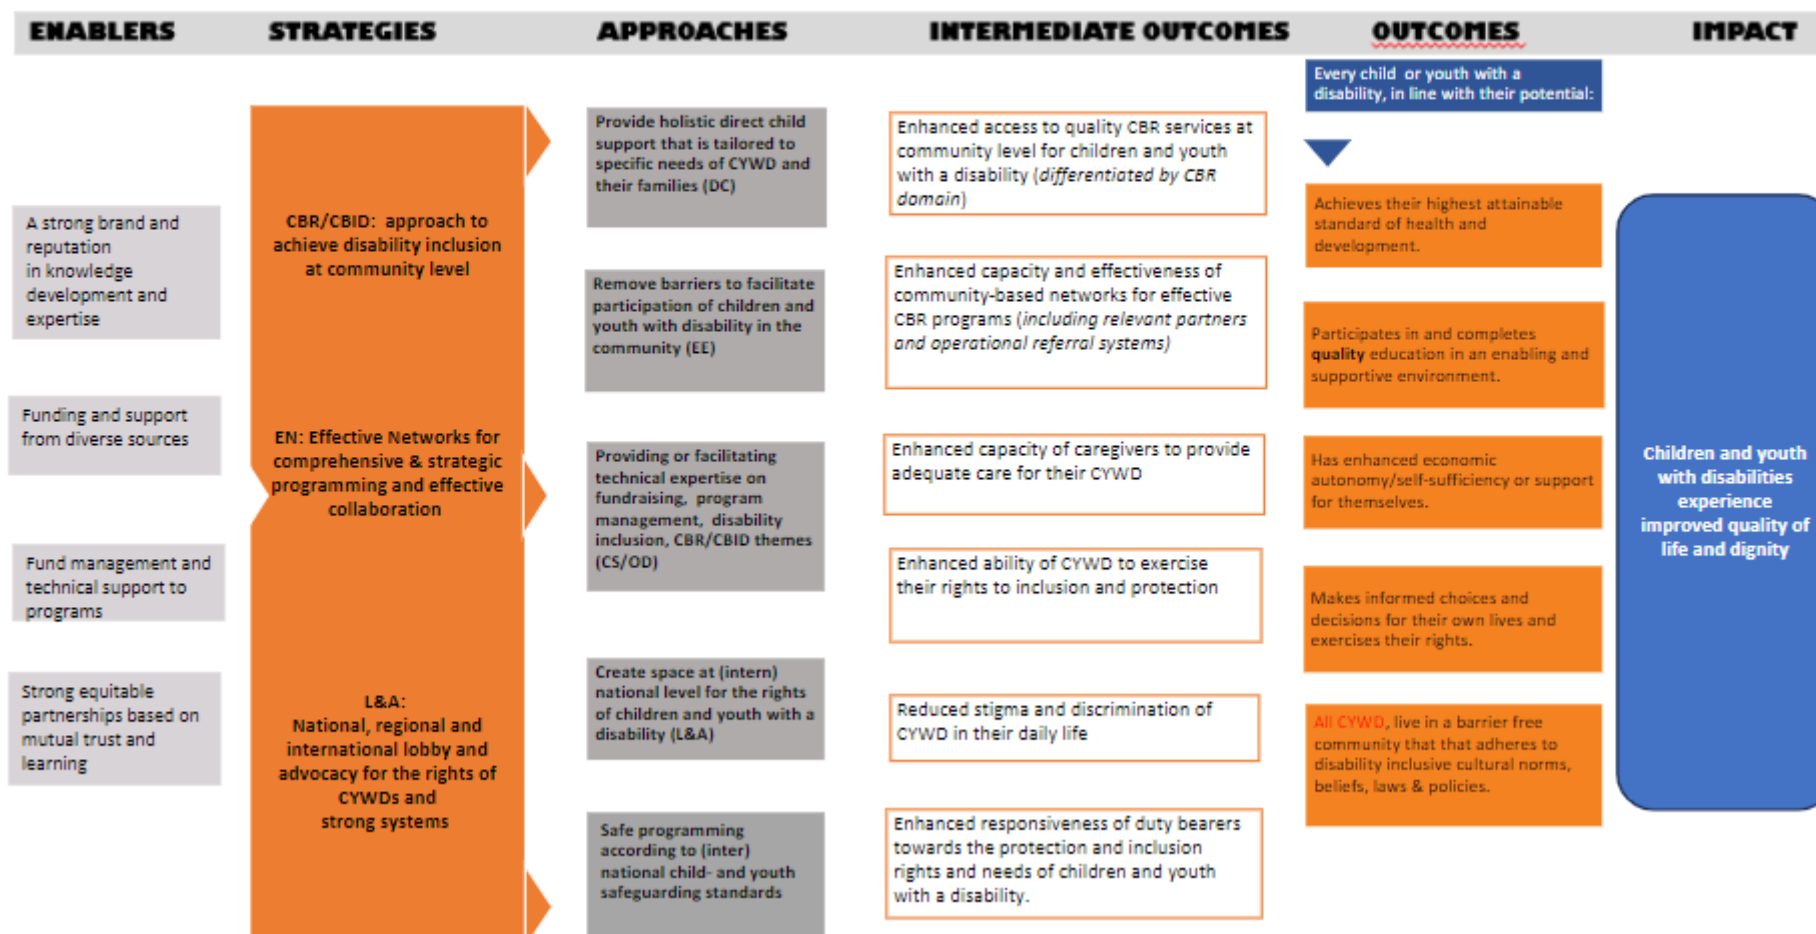 ENABLERS
STRATEGIES
APPROACHES
INTERMEDIATE OUTCOMES
OUTCOMES
IMPACT
A strong brand and
reputation
in knowledge
development and
expertise
Funding and support
from diverse sources
Fund management and
technical support to
programs
Strong equitable
partnerships based on
mutual trust and
learning
CBR/CBID: approach to
achieve disability inclusion
at community level
EN: Effective Networks for
comprehensive & strategic
programming and effective
collaboration
L&A:
National, regional and
international lobby and
advocacy for the rights of
CYWDs and
strong systems
Provide holistic direct child
support that is tailored to
specific needs of CYWD and
their families (DC)
Remove barriers to facilitate
participation of children and
youth with disability in the
community (EE)
Providing or facilitating
technical expertise on
fundraising, program
management, disability
inclusion, CBR/CBID themes
(CS/OD)
Create space at (intern)
national level for the rights
of children and youth with a
disability (L&A)
Safe programming
according to (inter)
national child- and youth
safeguarding standards
Enhanced access to quality CBR services at
community level for children and youth
with a disability (differentiated by CBR
domain)
Enhanced capacity and effectiveness of
community-based networks for effective
CBR programs (including relevant partners
and operational referral systems)
Enhanced capacity of caregivers to provide
adequate care for their CYWD
Enhanced ability of CYWD to exercise
their rights to inclusion and protection
Reduced stigma and discrimination of
CYWD in their daily life
Enhanced responsiveness of duty bearers
towards the protection and inclusion
rights and needs of children and youth
with a disability.
Every child or youth with a
disability, in line with their potential:
Achieves their highest attainable
standard of health and
development.
Participates in and completes
quality education in an enabling and
supportive environment.
Has enhanced economic
autonomy/self-sufficiency or support
for themselves.
Makes informed choices and
decisions for their own lives and
exercises their rights.
All CYWD, live in a barrier free
community that that adheres to
disability inclusive cultural norms,
beliefs, laws & policies.
Children and youth
with disabilities
experience
improved quality of
life and dignity